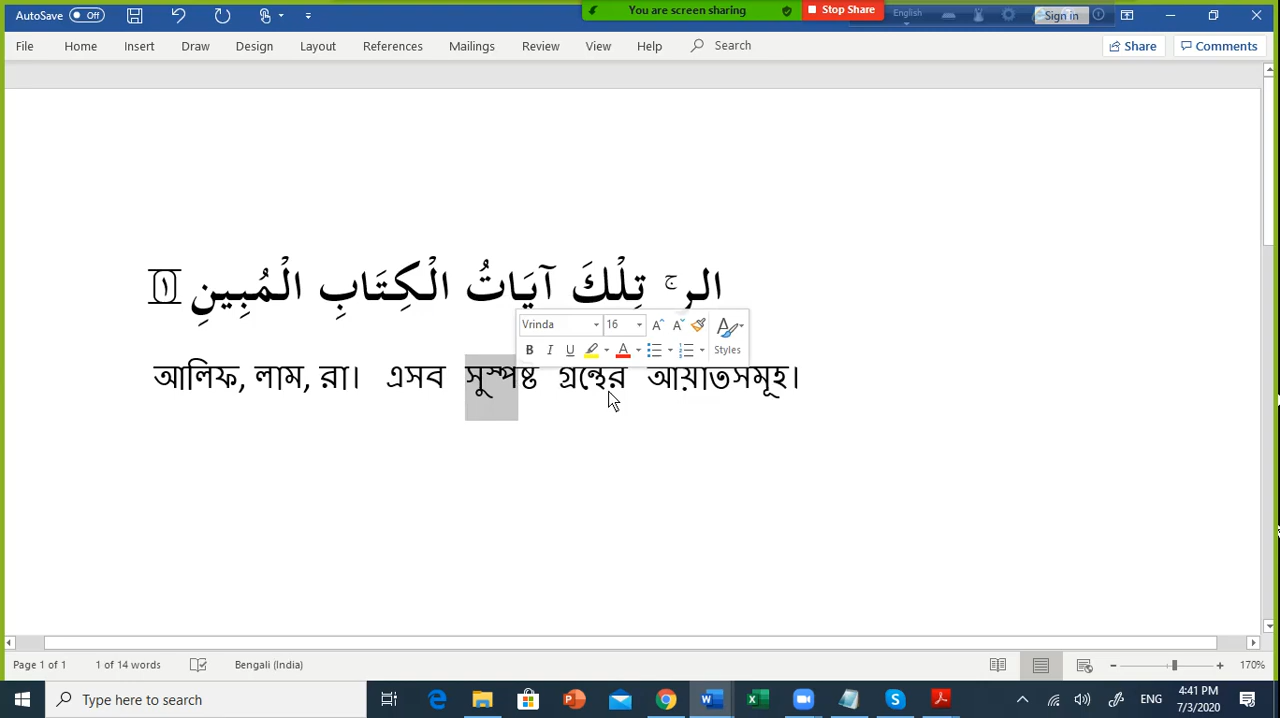 AutoSave Off
You are screen sharing
Stop Share
English
Sign in
File Home Insert Draw Design Layout References Mailings Review View Help Search
Share Comments
الر ۚ تِلْكَ آيَاتُ الْكِتَابِ الْمُبِينِ ١
Vrinda 16
B I U A Styles
আলিফ, লাম, রা। এসব সুস্পষ্ট গ্রন্থের আয়াতসমূহ।
Page 1 of 1 1 of 14 words Bengali (India) 170%
Type here to search
ENG
4:41 PM
7/3/2020